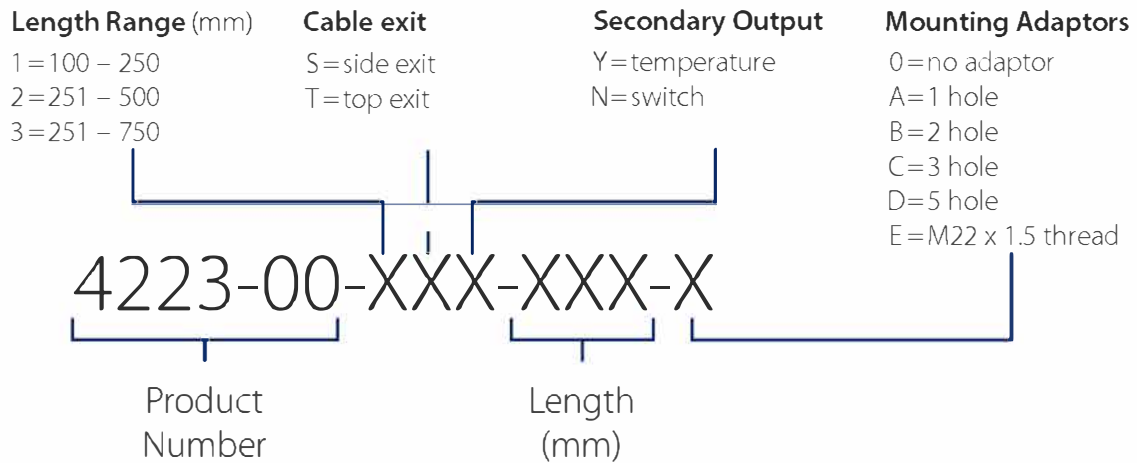 Length Range (mm)
1=100 – 250
2=251 – 500
3=251 – 750
Cable exit
S=side exit
T=top exit
Secondary Output
Y=temperature
N=switch
Mounting Adaptors
0=no adaptor
A=1 hole
B=2 hole
C=3 hole
D=5 hole
E=M22 x 1.5 thread
4223-00-XXX-XXX-X
Product
Number
Length
(mm)